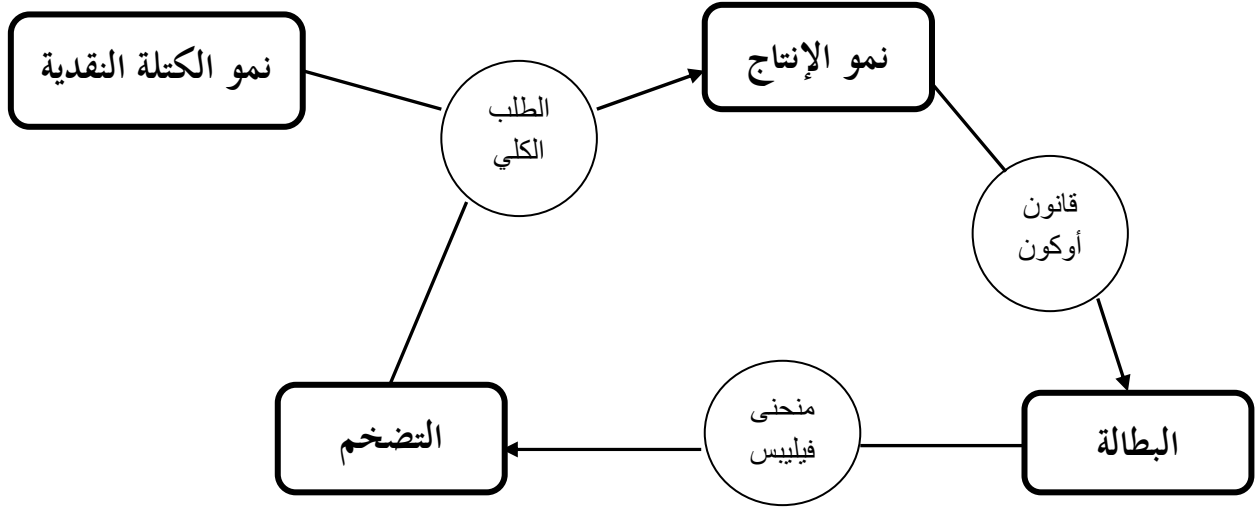 نمو الإنتاج
نمو الكتلة النقدية
الطلب
الكلي
قانون
أوكون
منحنى
فيليبس
البطالة
التضخم